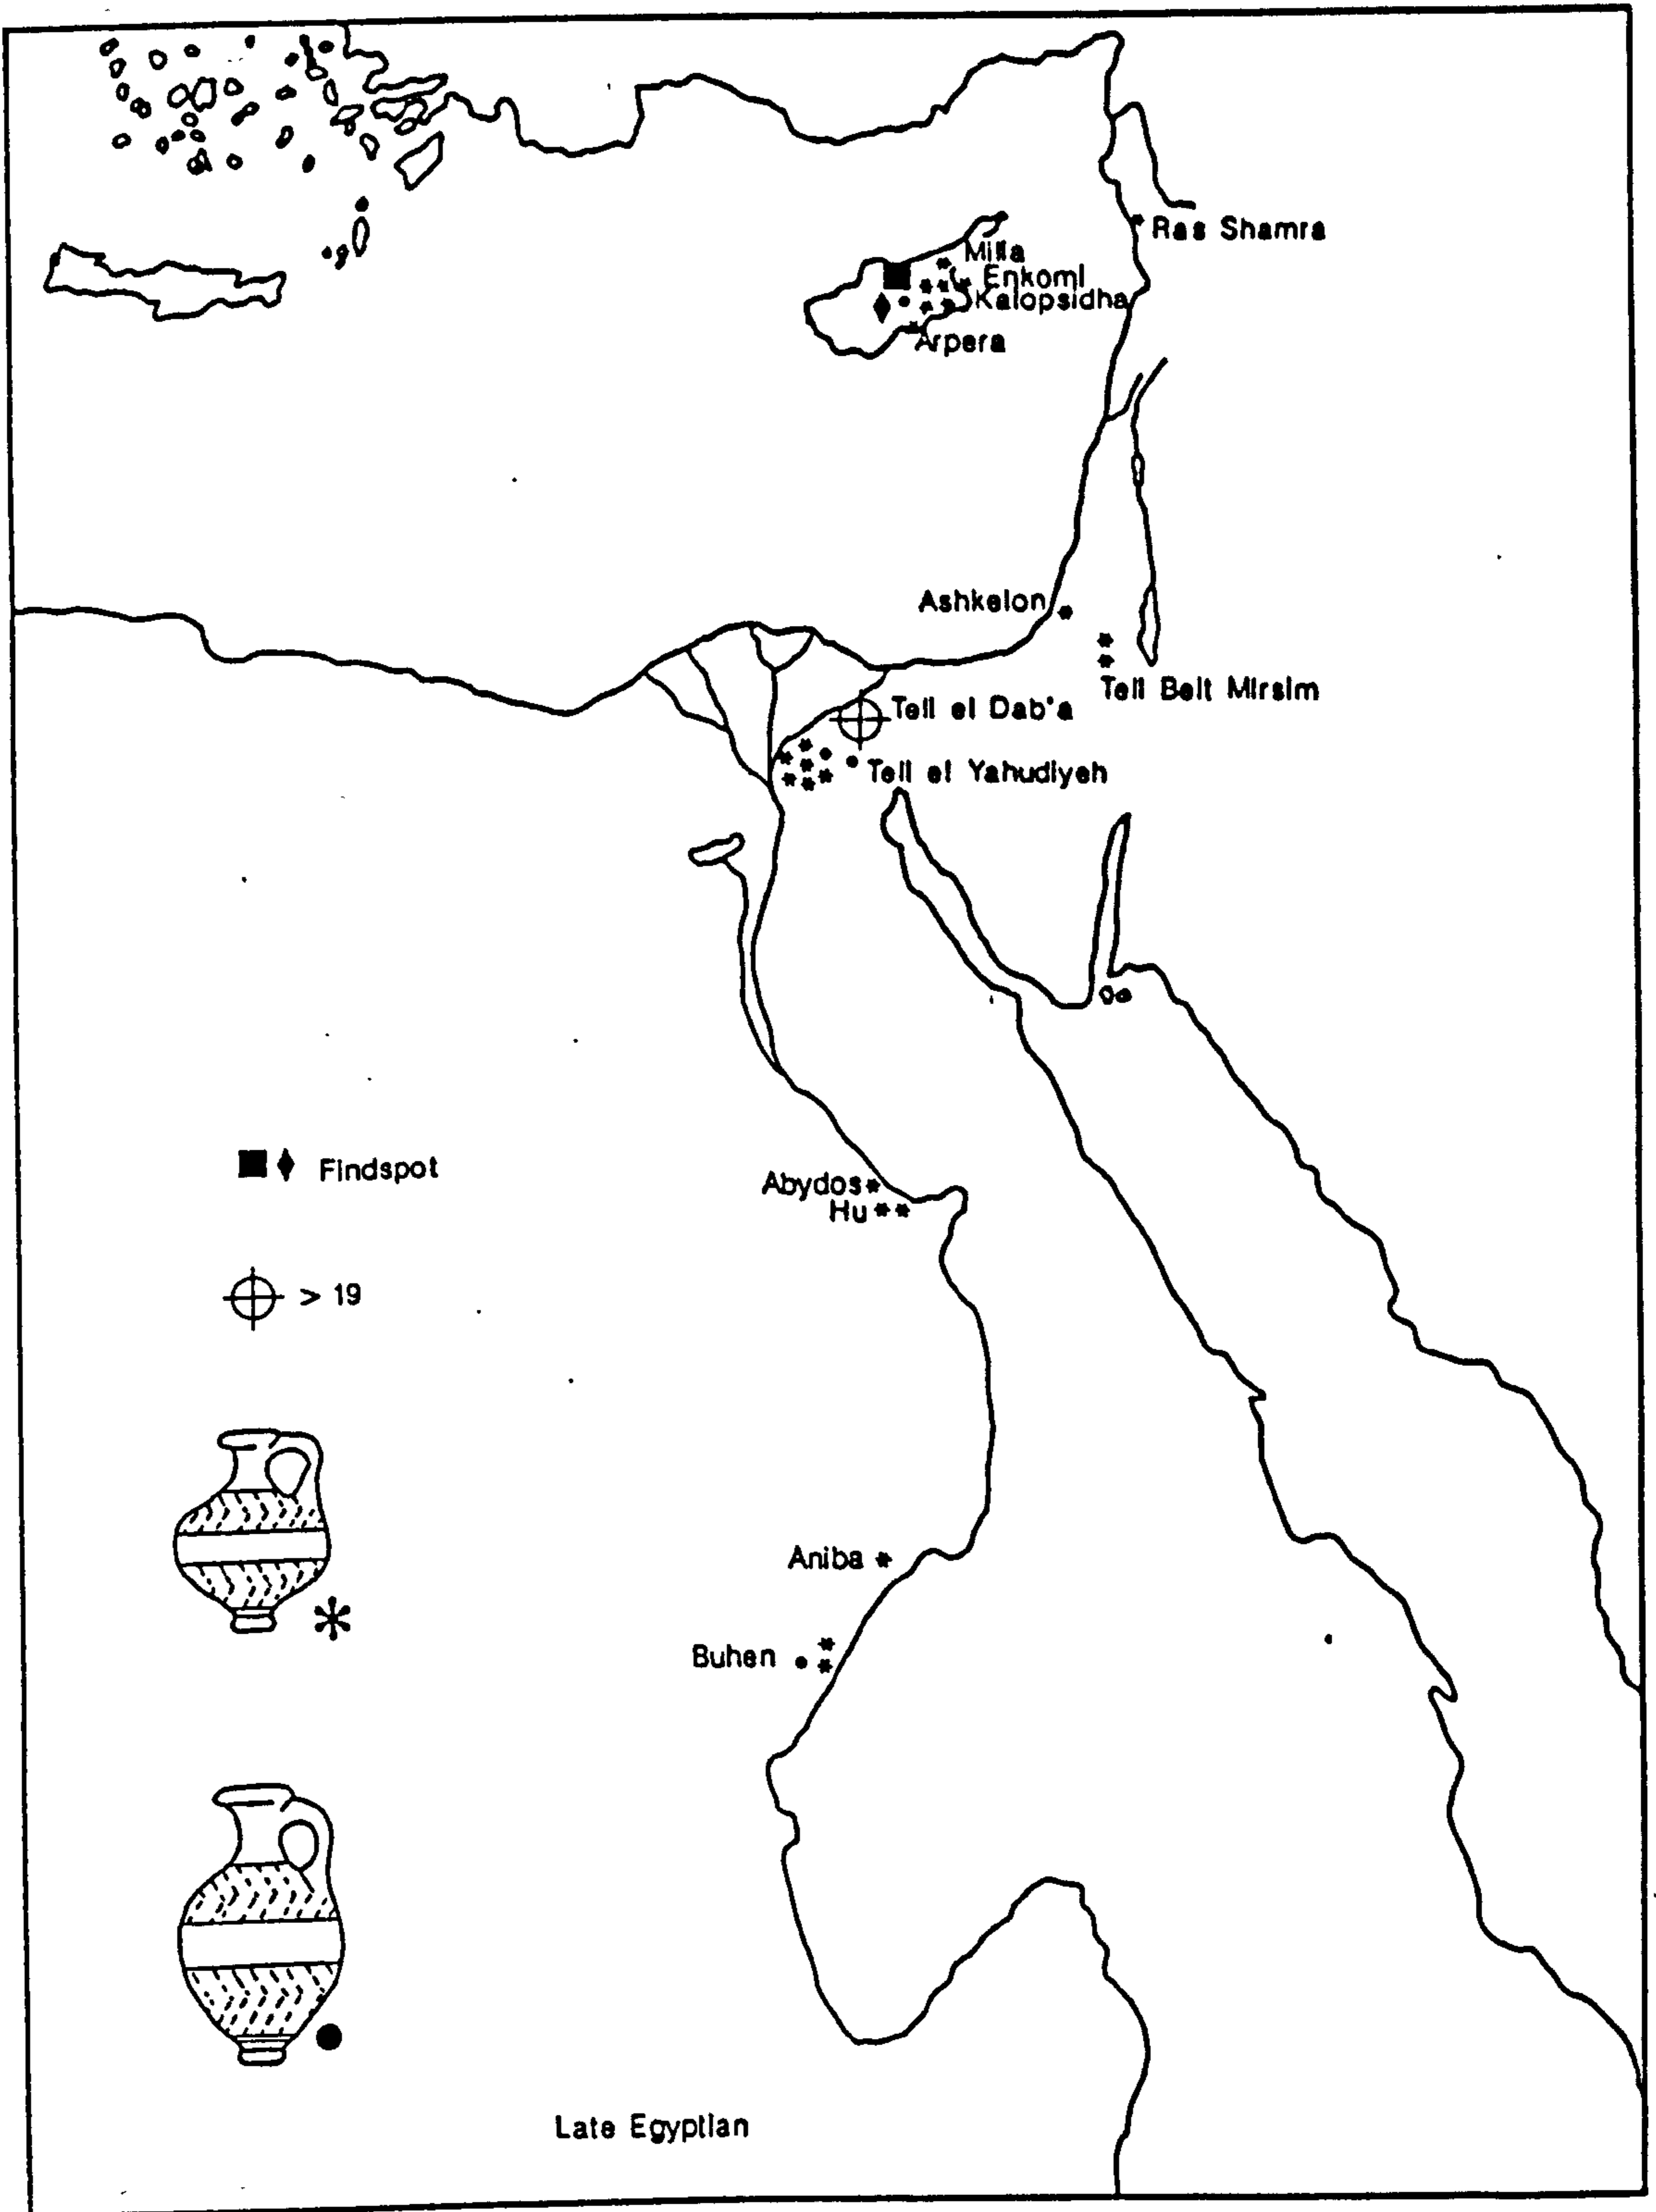 Ras Shamra
Milia
Enkomi
Kalopsidha
Arpera
Ashkelon
Tell Beit Mirsim
Tell el Dab'a
Tell el Yahudiyeh
Findspot
Abydos
Hu
> 19
Aniba
Buhen
Late Egyptian